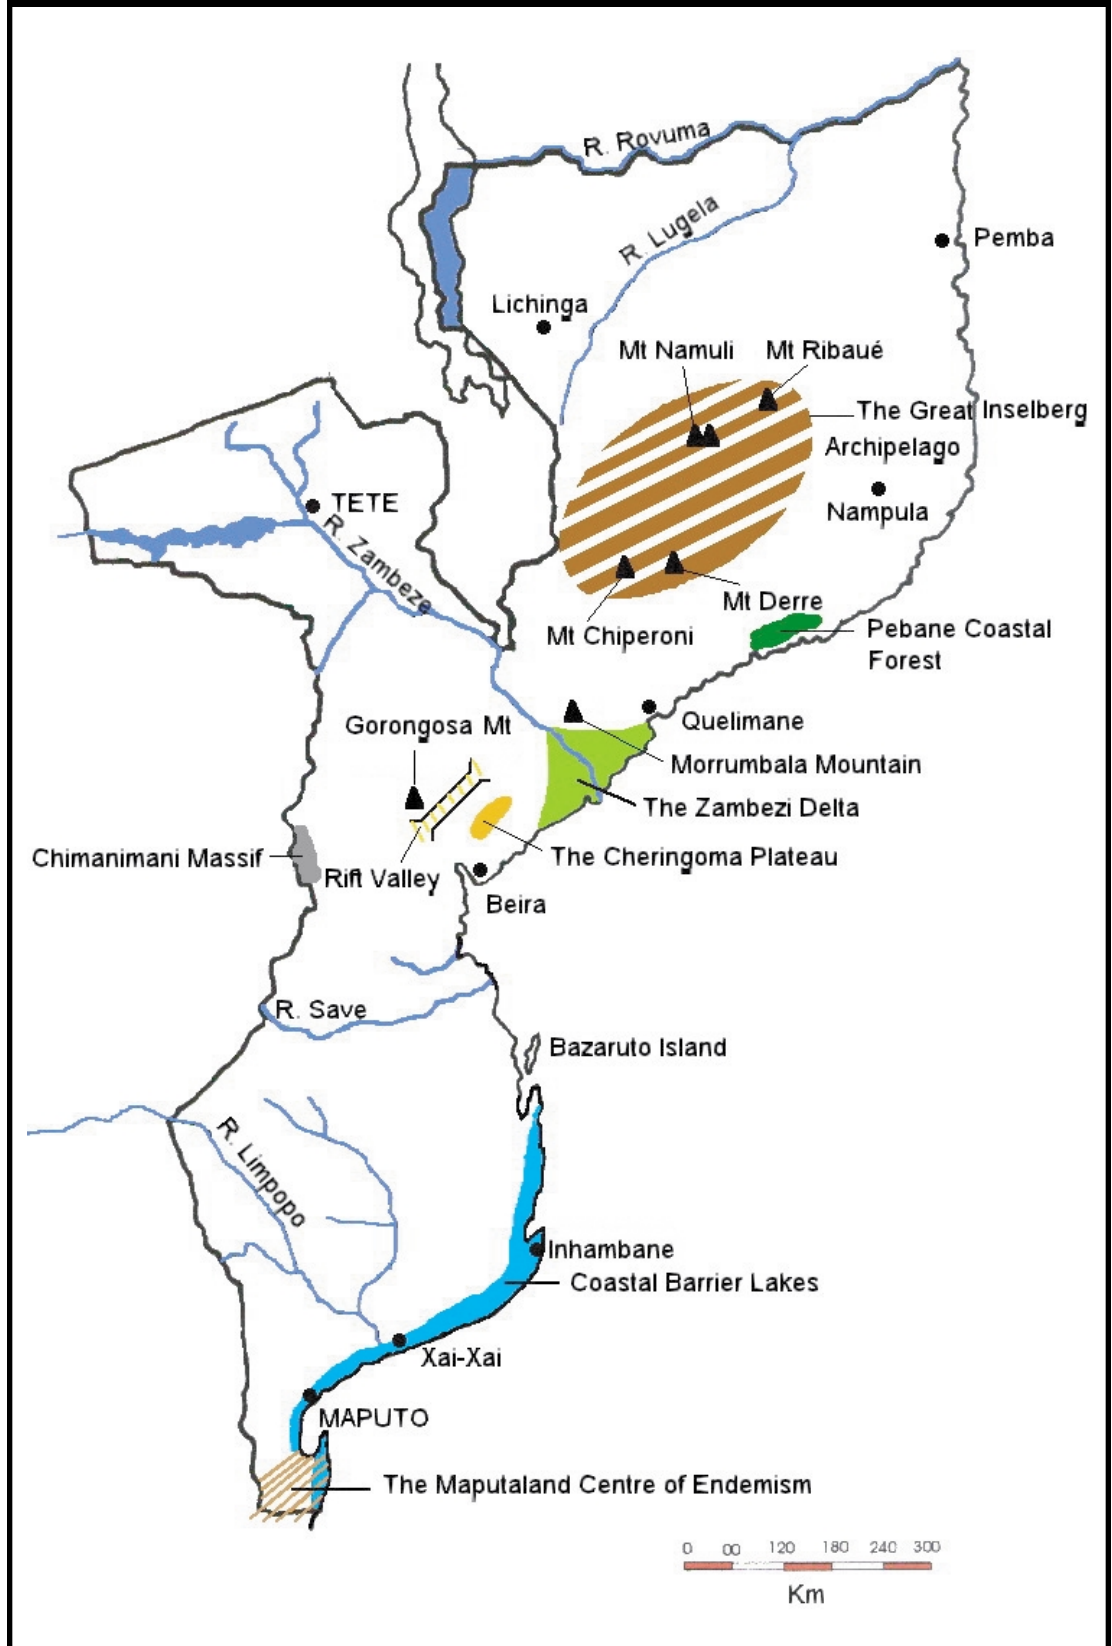 R. Rovuma
R. Lugela
Pemba
Lichinga
Mt Namuli
Mt Ribaué
The Great Inselberg
Archipelago
TETE
Nampula
R. Zambeze
Mt Derre
Mt Chiperoni
Pebane Coastal
Forest
Gorongosa Mt
Quelimane
Morrumbala Mountain
The Zambezi Delta
Chimanimani Massif
The Cheringoma Plateau
Rift Valley
Beira
R. Save
Bazaruto Island
R. Limpopo
Inhambane
Coastal Barrier Lakes
Xai-Xai
MAPUTO
The Maputaland Centre of Endemism
0 00 120 180 240 300
Km